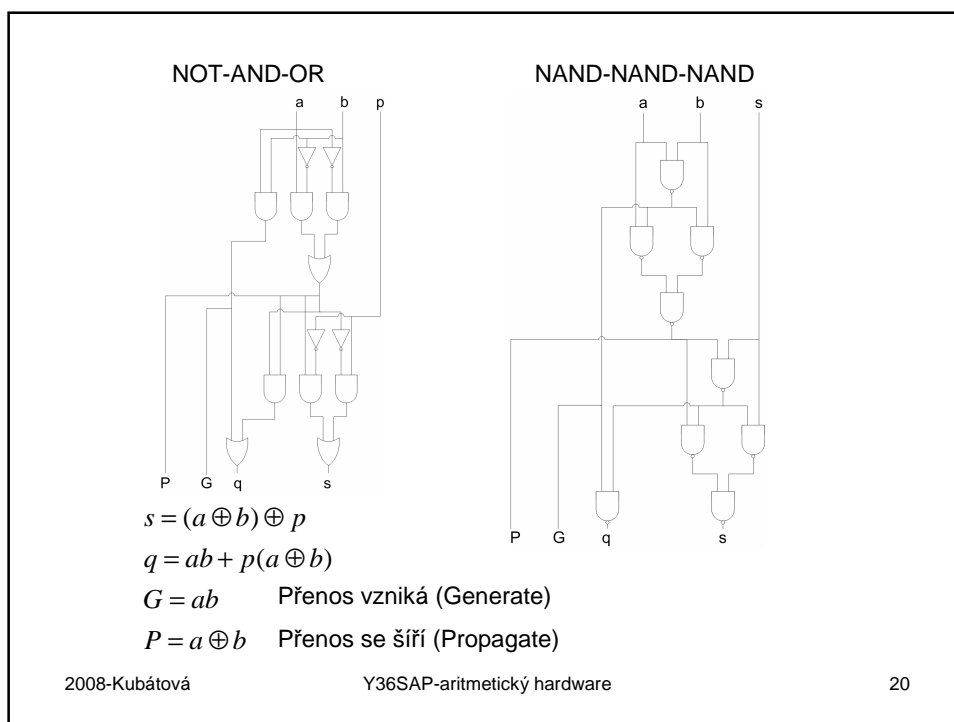 NOT-AND-OR
a b p
P G q s
NAND-NAND-NAND
a b s
P G q s
s = (a ⊕ b) ⊕ p
q = ab + p(a ⊕ b)
G = ab Přenos vzniká (Generate)
P = a ⊕ b Přenos se šíří (Propagate)
2008-Kubátová Y36SAP-aritmetický hardware 20